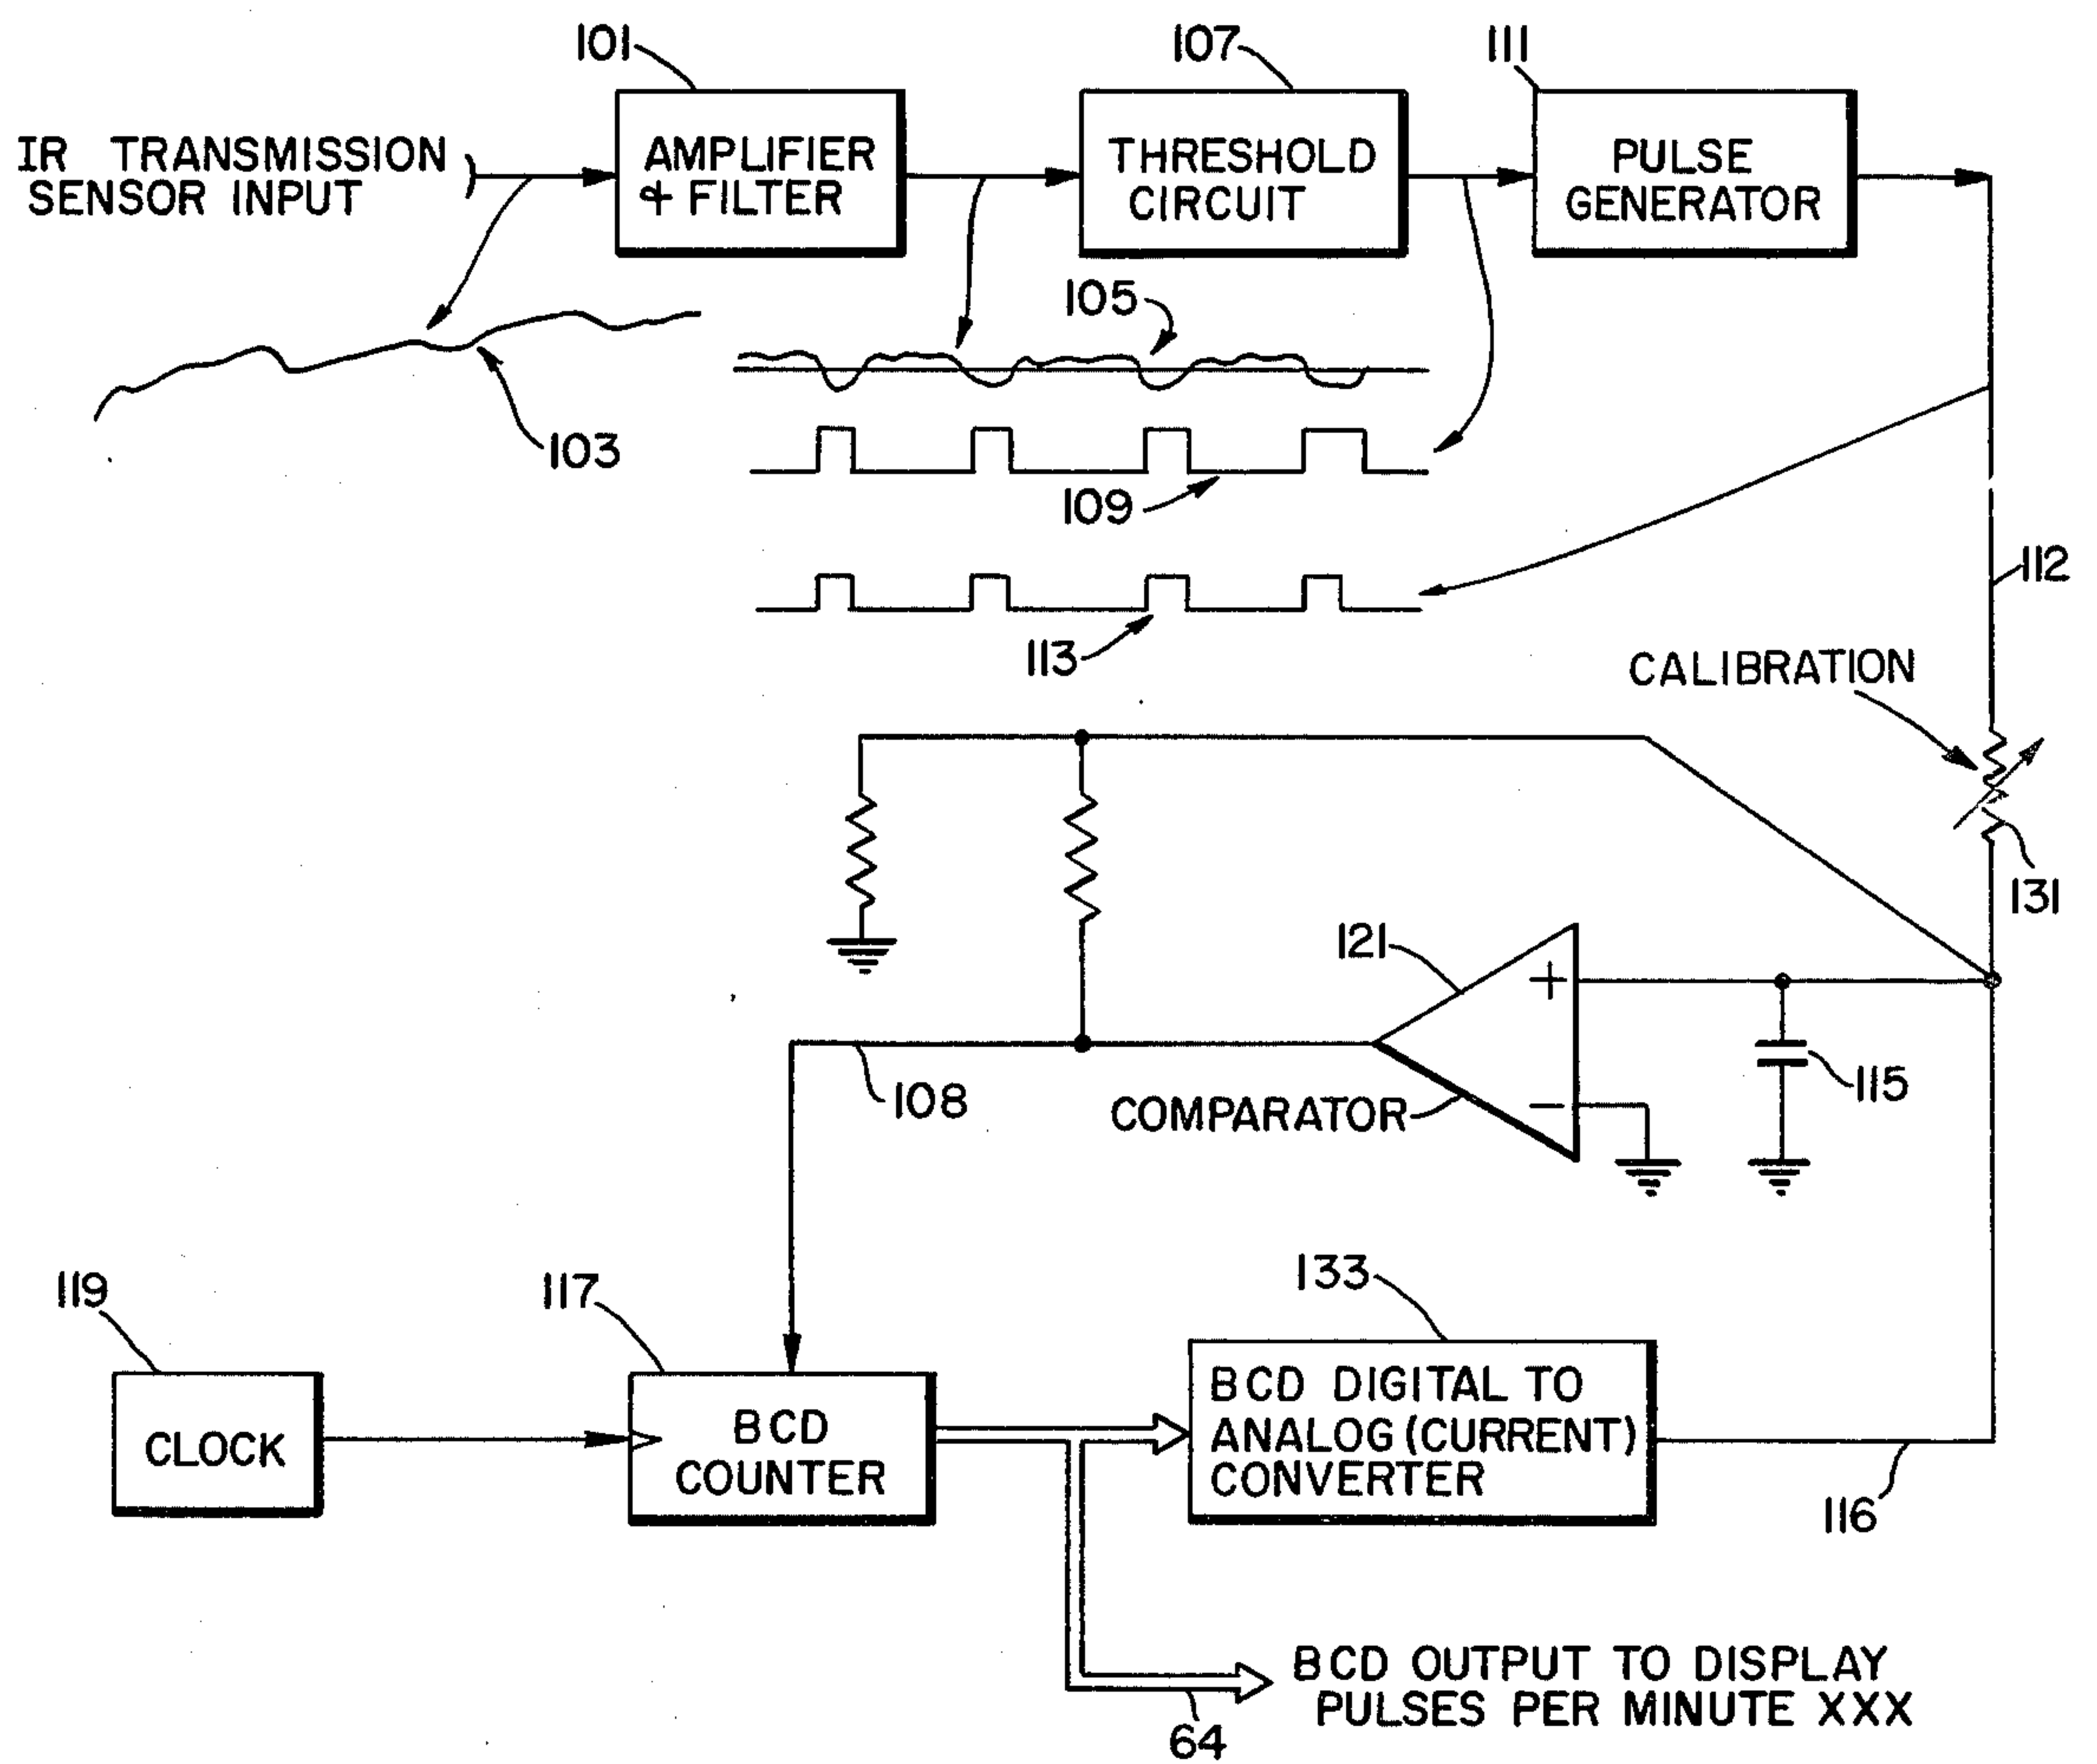 101
107
111
IR TRANSMISSION
SENSOR INPUT
AMPLIFIER
& FILTER
THRESHOLD
CIRCUIT
PULSE
GENERATOR
105
103
109
112
113
CALIBRATION
131
121
+
108
115
COMPARATOR
−
119
117
133
CLOCK
BCD
COUNTER
BCD DIGITAL TO
ANALOG (CURRENT)
CONVERTER
116
BCD OUTPUT TO DISPLAY
PULSES PER MINUTE XXX
64